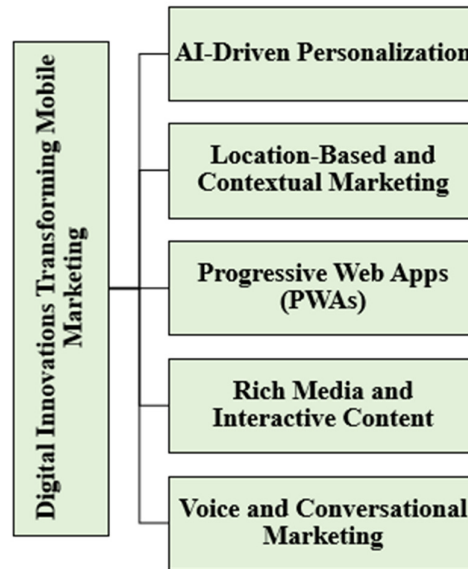 Digital Innovations Transforming Mobile
Marketing
AI-Driven Personalization
Location-Based and
Contextual Marketing
Progressive Web Apps
(PWAs)
Rich Media and
Interactive Content
Voice and Conversational
Marketing